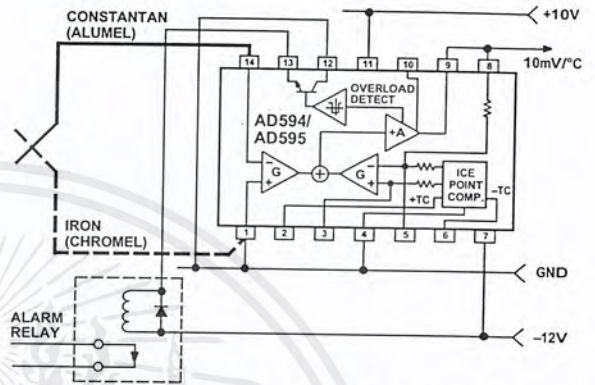 CONSTANTAN
(ALUMEL)
+10V
14
13
12
11
10
9
8
10mV/°C
OVERLOAD
DETECT
AD594/
AD595
+A
–
G
+
+
–
G
+
ICE
POINT
COMP.
+TC
–TC
1
2
3
4
5
6
7
IRON
(CHROMEL)
GND
ALARM
RELAY
–12V